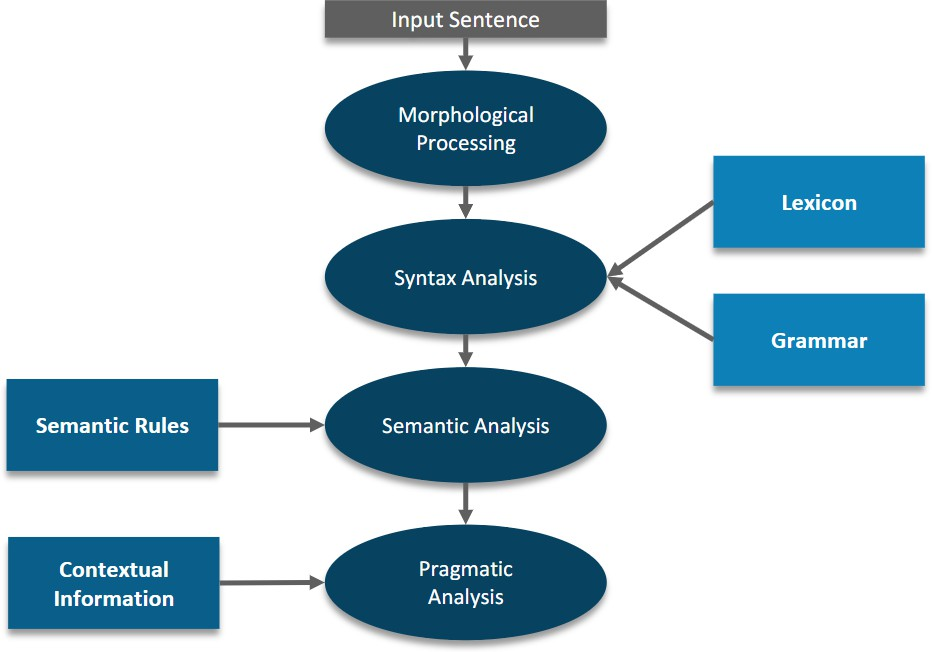 Input Sentence
Morphological
Processing
Lexicon
Syntax Analysis
Grammar
Semantic Rules
Semantic Analysis
Contextual
Information
Pragmatic
Analysis